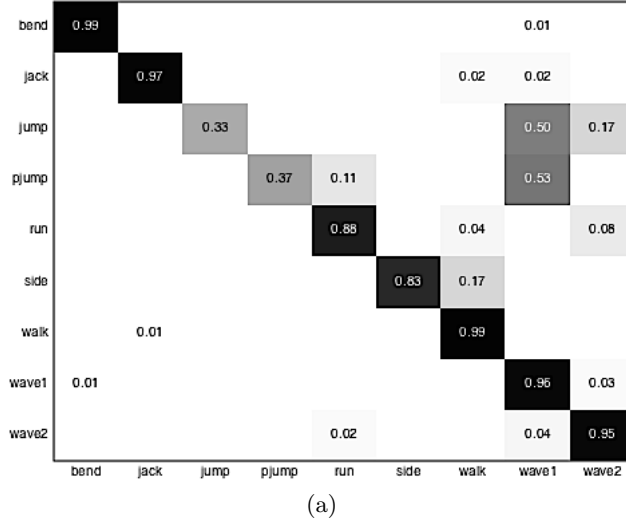 bend 0.99 0.01
jack 0.97 0.02 0.02
jump 0.33 0.50 0.17
pjump 0.37 0.11 0.53
run 0.88 0.04 0.08
side 0.83 0.17
walk 0.01 0.99
wave1 0.01 0.96 0.03
wave2 0.02 0.04 0.95
bend jack jump pjump run side walk wave1 wave2
(a)